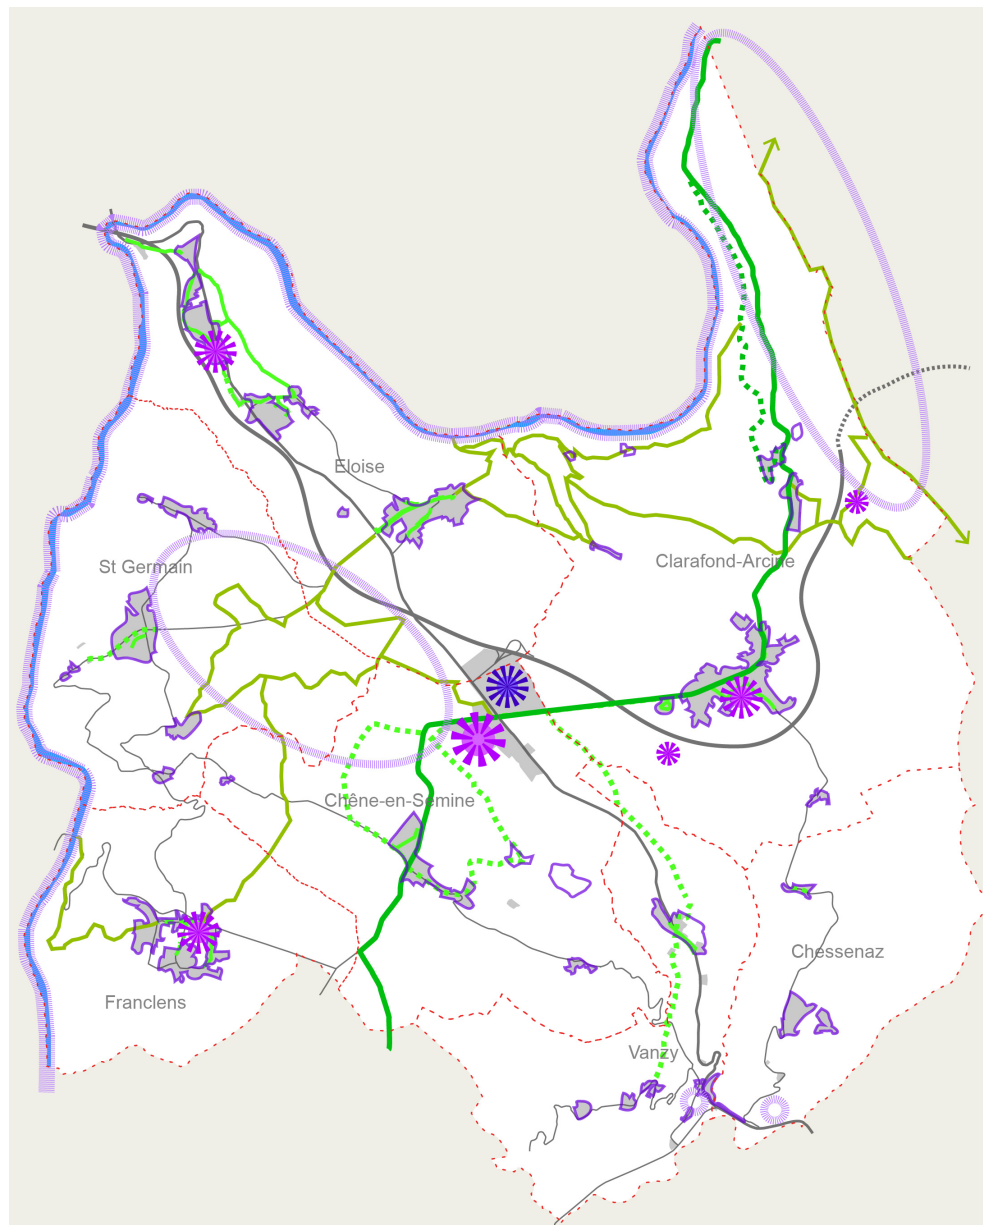 Eloise
St Germain
Clarafond-Arcine
Chêne-en-Semine
Chessenaz
Franclens
Vanzy